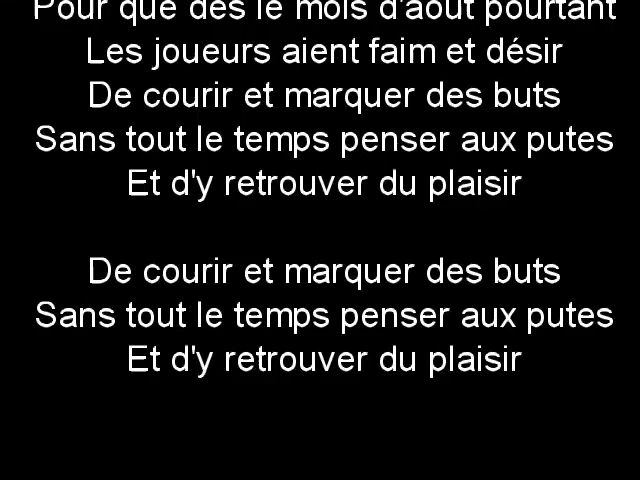 Pour que dès le mois d'août pourtant
Les joueurs aient faim et désir
De courir et marquer des buts
Sans tout le temps penser aux putes
Et d'y retrouver du plaisir
De courir et marquer des buts
Sans tout le temps penser aux putes
Et d'y retrouver du plaisir